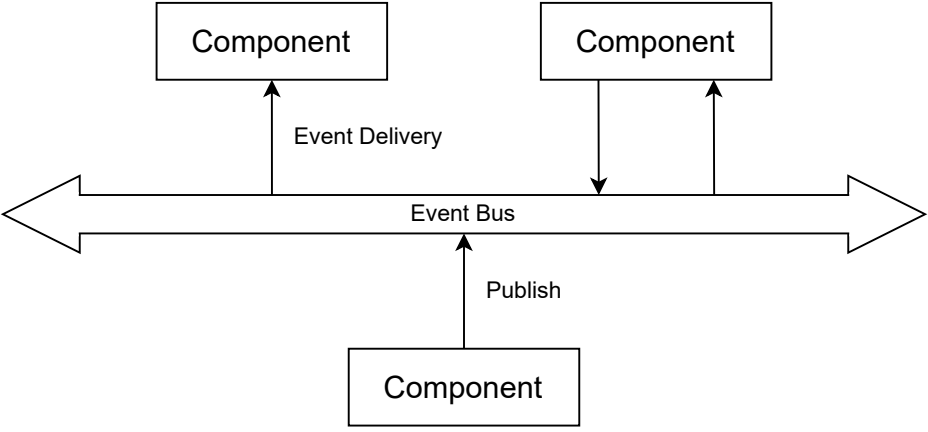 Component
Component
Event Delivery
Event Bus
Publish
Component